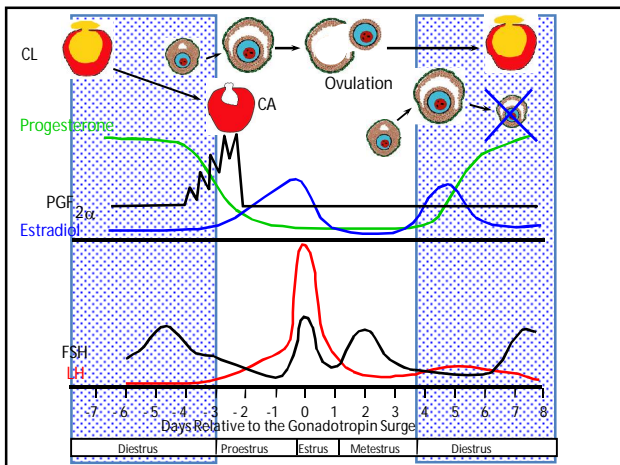 CL
Ovulation
CA
Progesterone
PGF2α
Estradiol
FSH
LH
-7 -6 -5 -4 -3 -2 -1 0 1 2 3 4 5 6 7 8
Days Relative to the Gonadotropin Surge
Diestrus Proestrus Estrus Metestrus Diestrus